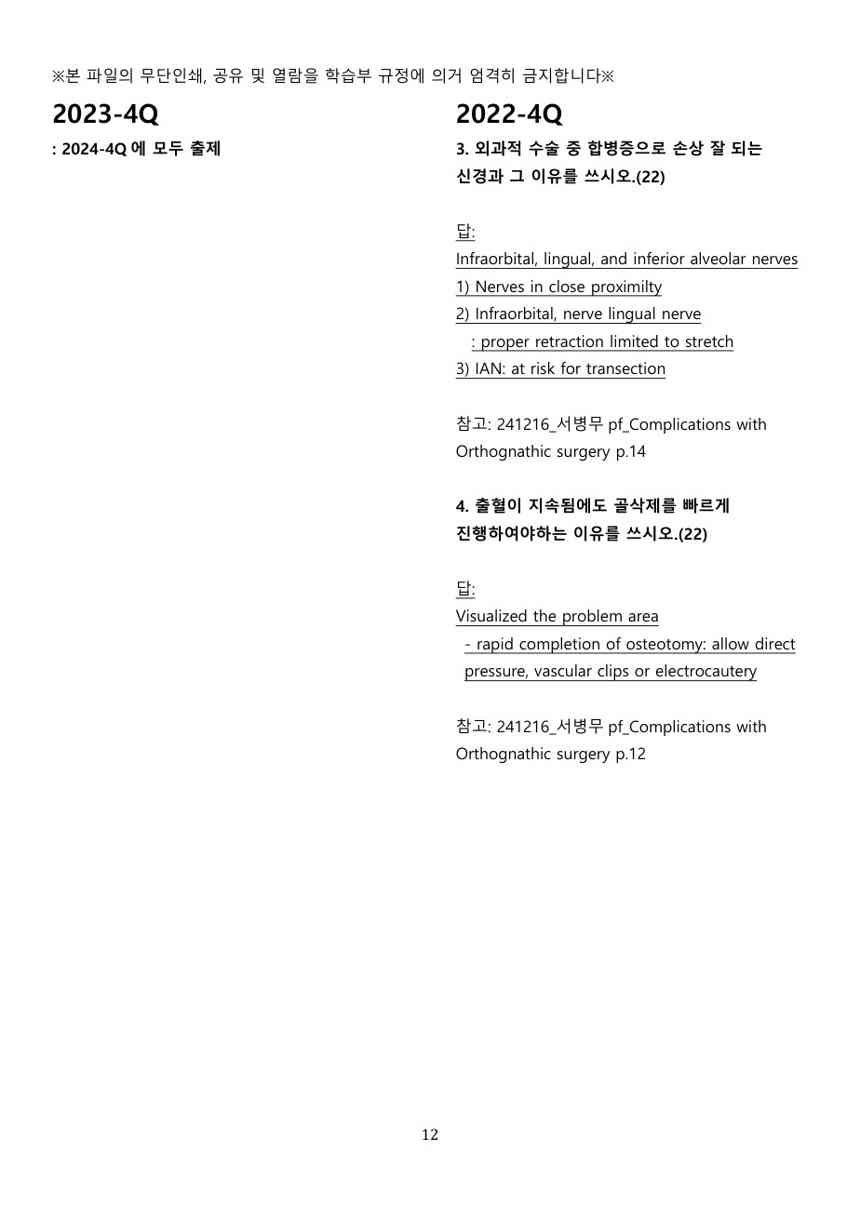 ※본 파일의 무단인쇄, 공유 및 열람을 학습부 규정에 의거 엄격히 금지합니다※
2023-4Q
: 2024-4Q 에 모두 출제
2022-4Q
3. 외과적 수술 중 합병증으로 손상 잘 되는
신경과 그 이유를 쓰시오.(22)
답:
Infraorbital, lingual, and inferior alveolar nerves
1) Nerves in close proximilty
2) Infraorbital, nerve lingual nerve
: proper retraction limited to stretch
3) IAN: at risk for transection
참고: 241216_서병무 pf_Complications with
Orthognathic surgery p.14
4. 출혈이 지속됨에도 골삭제를 빠르게
진행하여야하는 이유를 쓰시오.(22)
답:
Visualized the problem area
- rapid completion of osteotomy: allow direct
pressure, vascular clips or electrocautery
참고: 241216_서병무 pf_Complications with
Orthognathic surgery p.12
12